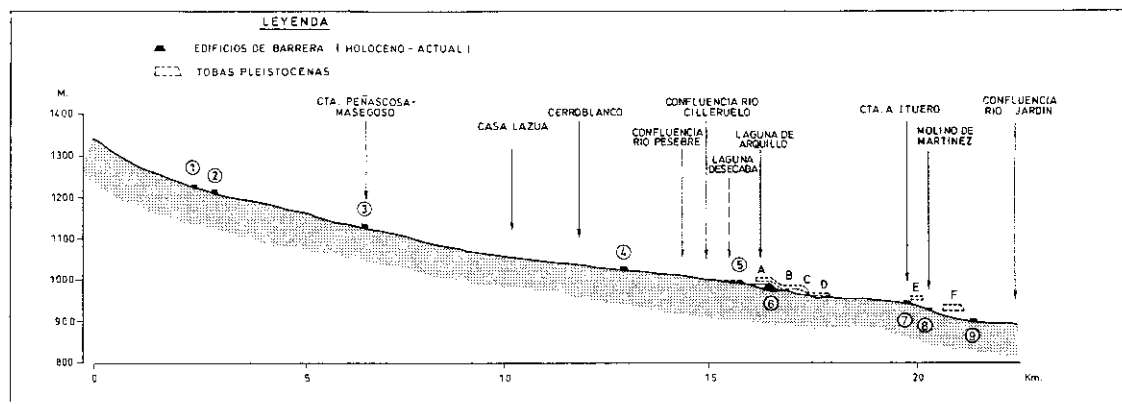 LEYENDA
EDIFICIOS DE BARRERA ( HOLOCENO - ACTUAL )
TOBAS PLEISTOCENAS
M.
1400
1300
1200
1100
1000
900
800
CTA. PEÑASCOSA-
MASEGOSO
CASA LAZUA
CERROBLANCO
CONFLUENCIA RIO
CILLERUELO
CONFLUENCIA
RIO PESEBRE
LAGUNA DE
ARQUILLO
LAGUNA
DESECADA
CTA. A ITUERO
MOLINO DE
MARTINEZ
CONFLUENCIA
RIO JARDIN
1
2
3
4
5
A
B
C
D
6
E
F
7
8
9
0
5
10
15
20
Km.